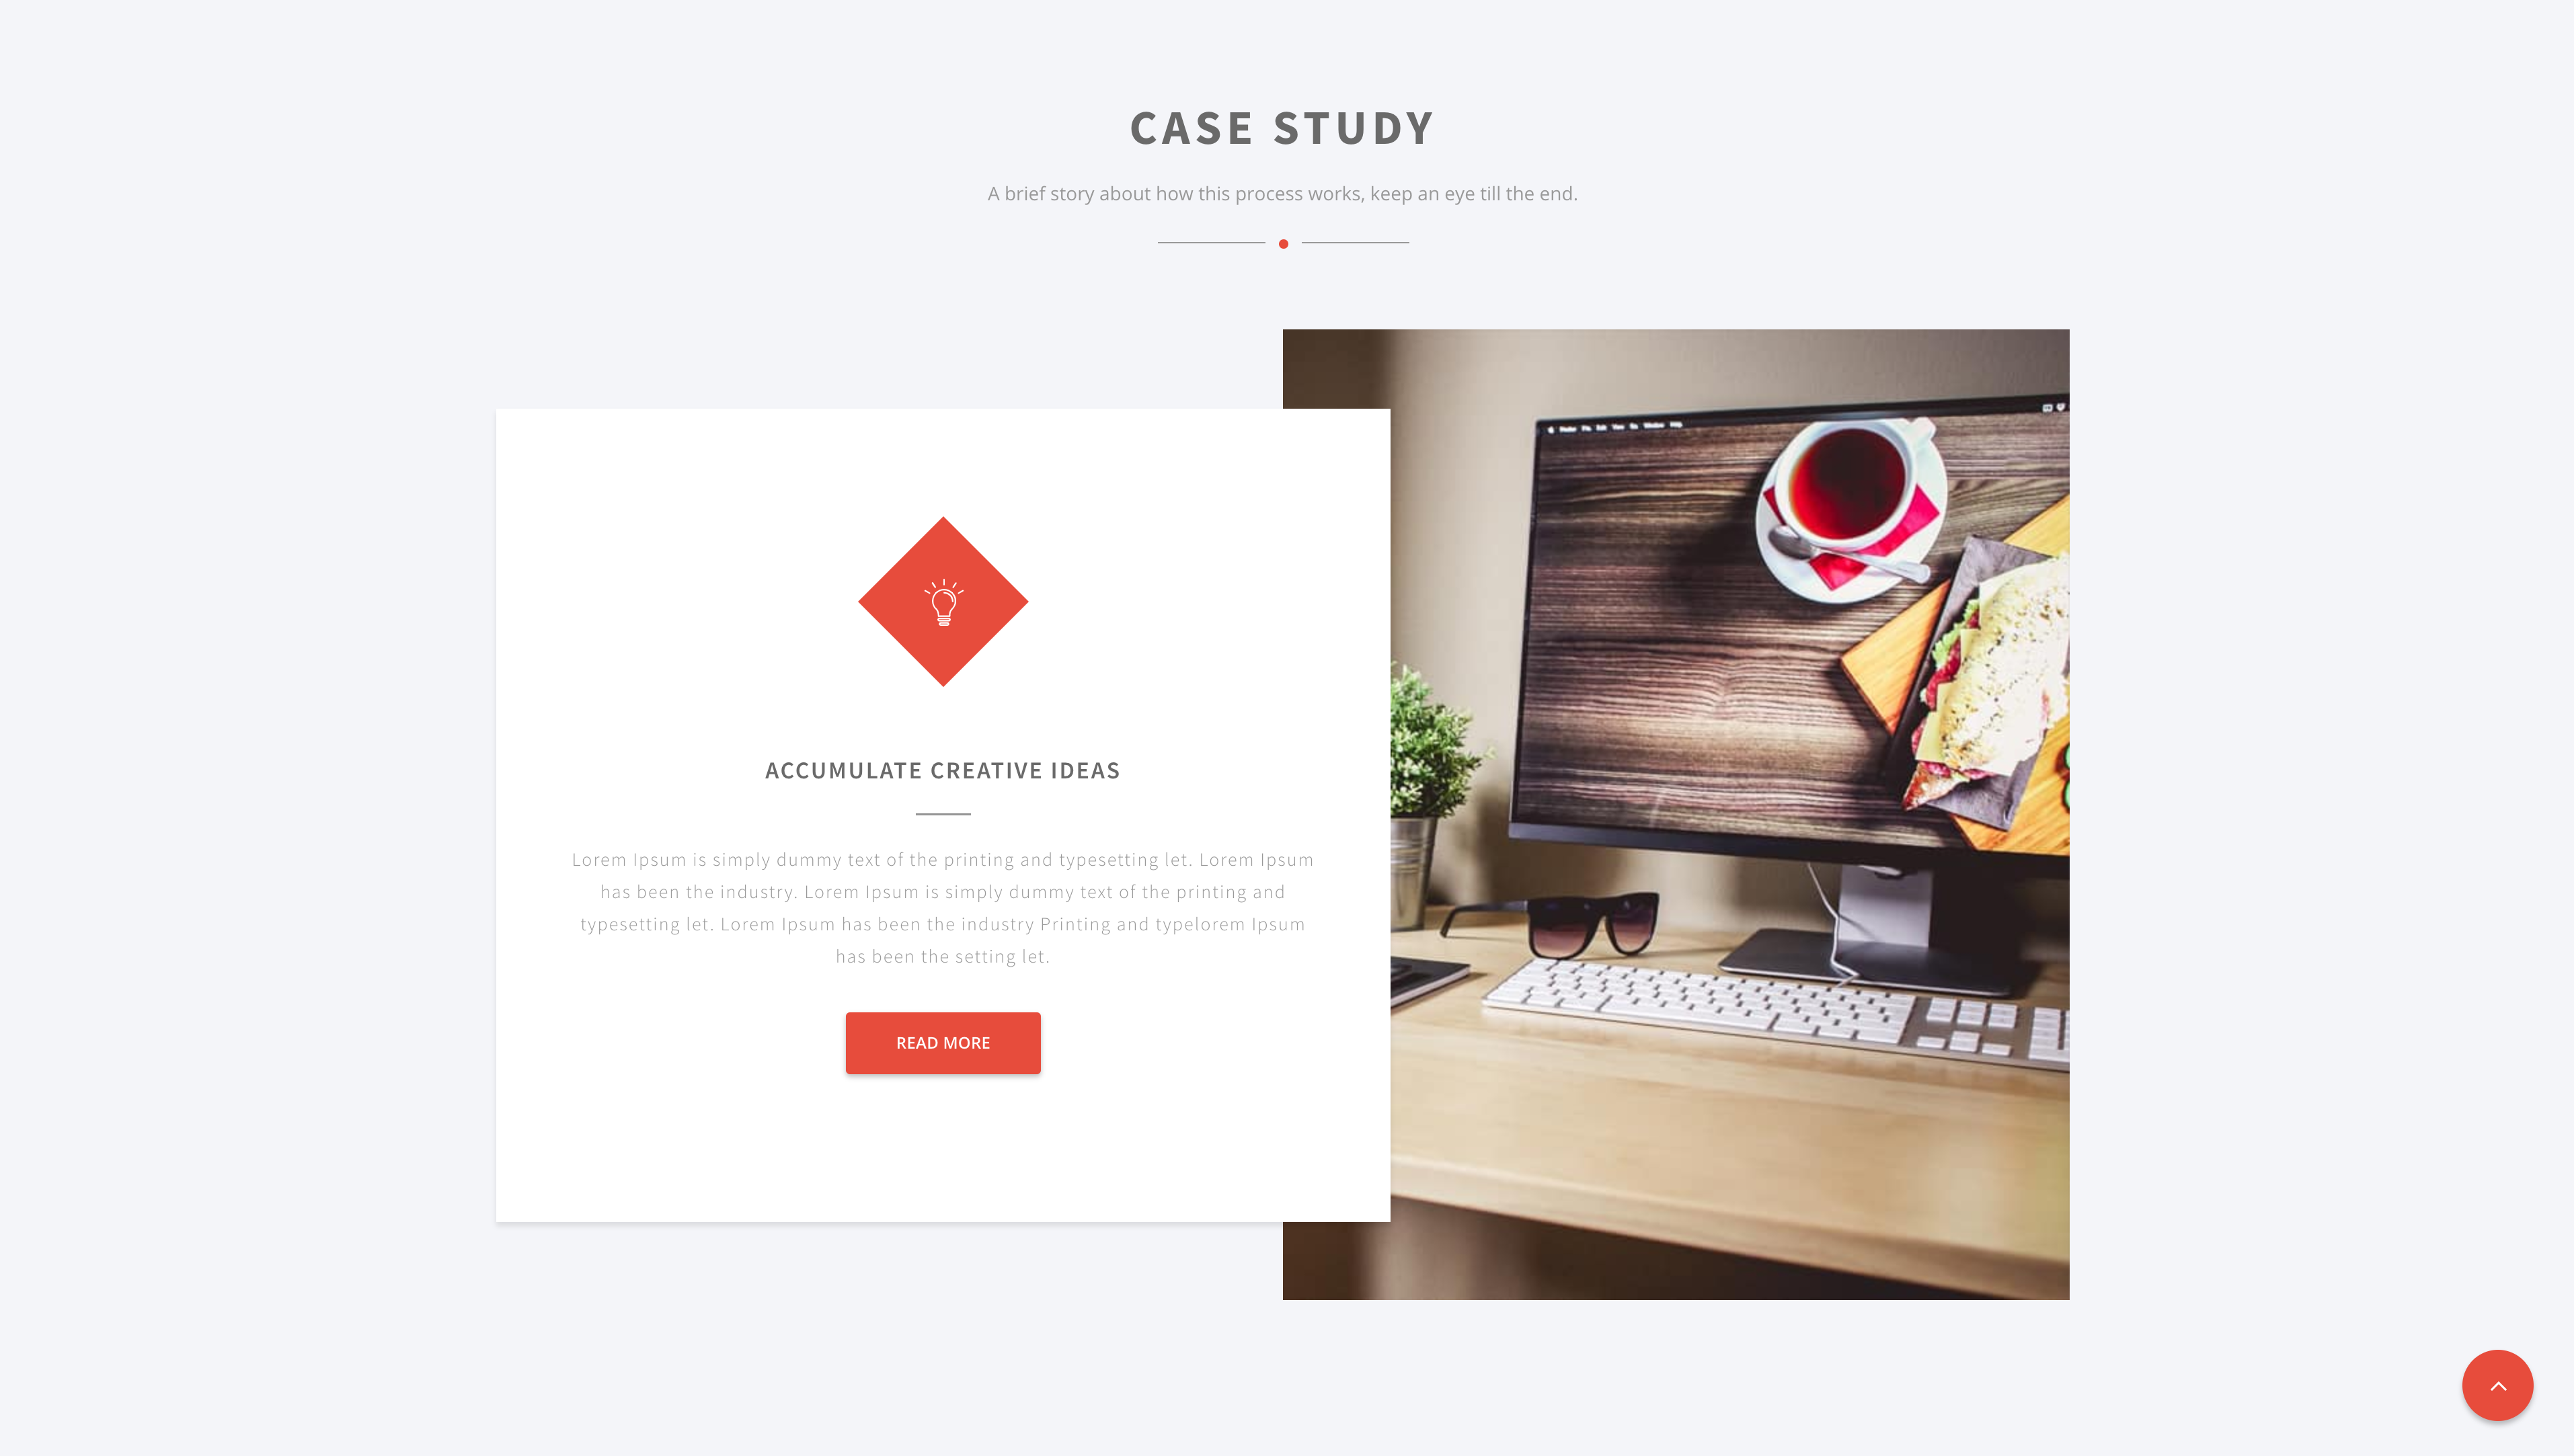 CASE STUDY
A brief story about how this process works, keep an eye till the end.
ACCUMULATE CREATIVE IDEAS
Lorem Ipsum is simply dummy text of the printing and typesetting let. Lorem Ipsum
has been the industry. Lorem Ipsum is simply dummy text of the printing and
typesetting let. Lorem Ipsum has been the industry Printing and typelorem Ipsum
has been the setting let.
READ MORE